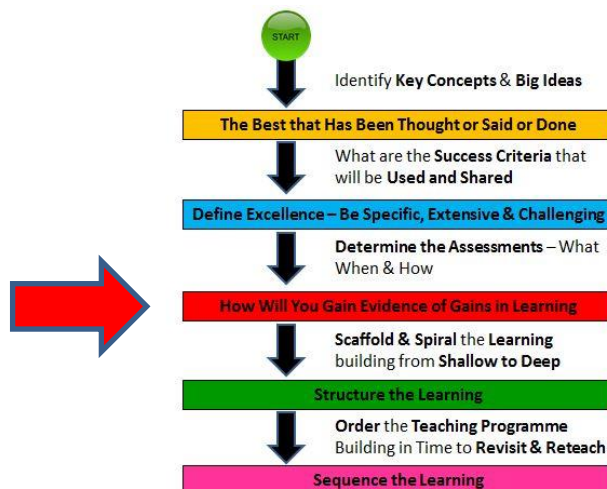 START
Identify Key Concepts & Big Ideas
The Best that Has Been Thought or Said or Done
What are the Success Criteria that
will be Used and Shared
Define Excellence – Be Specific, Extensive & Challenging
Determine the Assessments – What
When & How
How Will You Gain Evidence of Gains in Learning
Scaffold & Spiral the Learning
building from Shallow to Deep
Structure the Learning
Order the Teaching Programme
Building in Time to Revisit & Reteach
Sequence the Learning